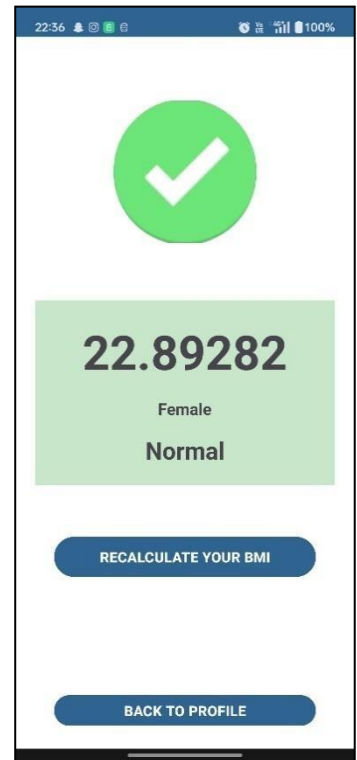 22:36 100%
22.89282
Female
Normal
RECALCULATE YOUR BMI
BACK TO PROFILE